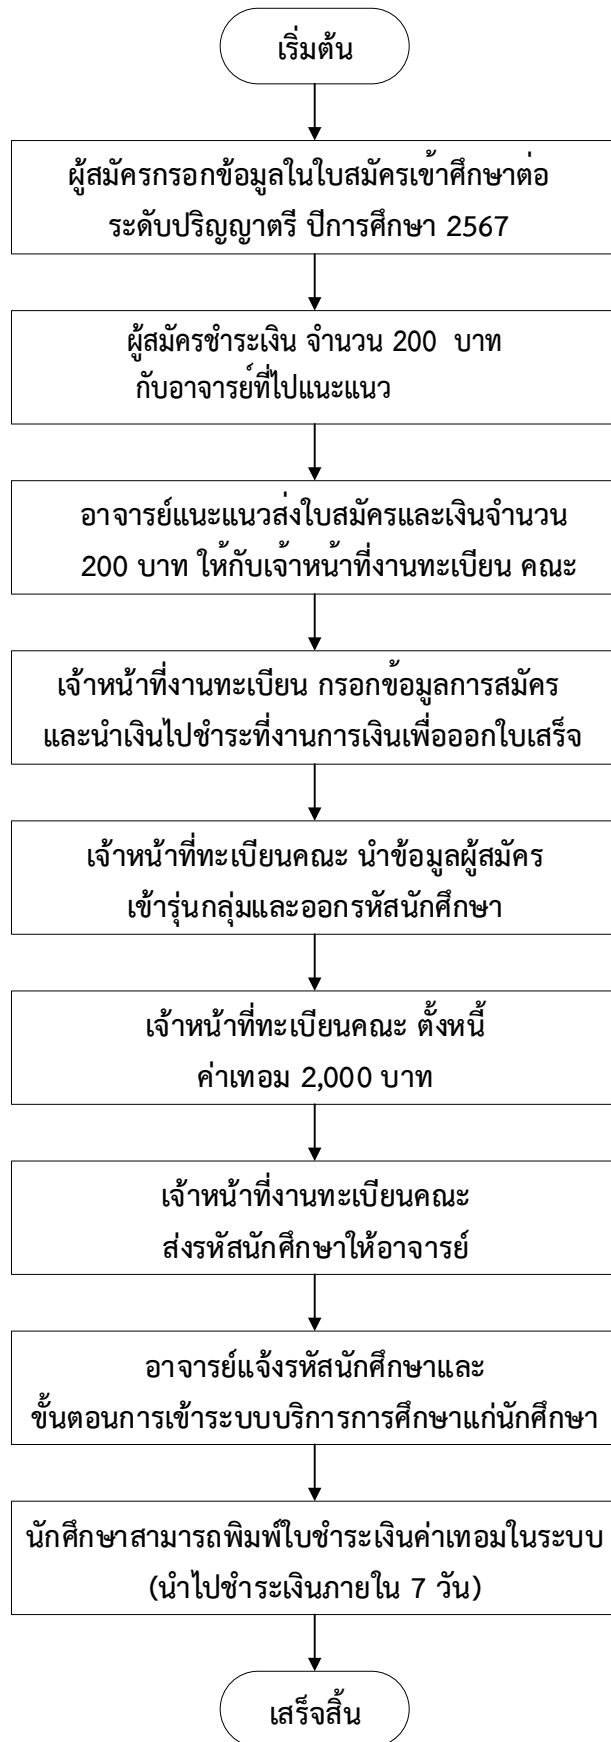 เริ่มต้น
ผู้สมัครกรอกข้อมูลในใบสมัครเข้าศึกษาต่อ
ระดับปริญญาตรี ปีการศึกษา 2567
ผู้สมัครชำระเงิน จำนวน 200 บาท
กับอาจารย์ที่ไปแนะแนว
อาจารย์แนะแนวส่งใบสมัครและเงินจำนวน
200 บาท ให้กับเจ้าหน้าที่งานทะเบียน คณะ
เจ้าหน้าที่งานทะเบียน กรอกข้อมูลการสมัคร
และนำเงินไปชำระที่งานการเงินเพื่อออกใบเสร็จ
เจ้าหน้าที่ทะเบียนคณะ นำข้อมูลผู้สมัคร
เข้ารุ่นกลุ่มและออกรหัสนักศึกษา
เจ้าหน้าที่ทะเบียนคณะ ตั้งหนี้
ค่าเทอม 2,000 บาท
เจ้าหน้าที่งานทะเบียนคณะ
ส่งรหัสนักศึกษาให้อาจารย์
อาจารย์แจ้งรหัสนักศึกษาและ
ขั้นตอนการเข้าระบบบริการการศึกษาแก่นักศึกษา
นักศึกษาสามารถพิมพ์ใบชำระเงินค่าเทอมในระบบ
(นำไปชำระเงินภายใน 7 วัน)
เสร็จสิ้น